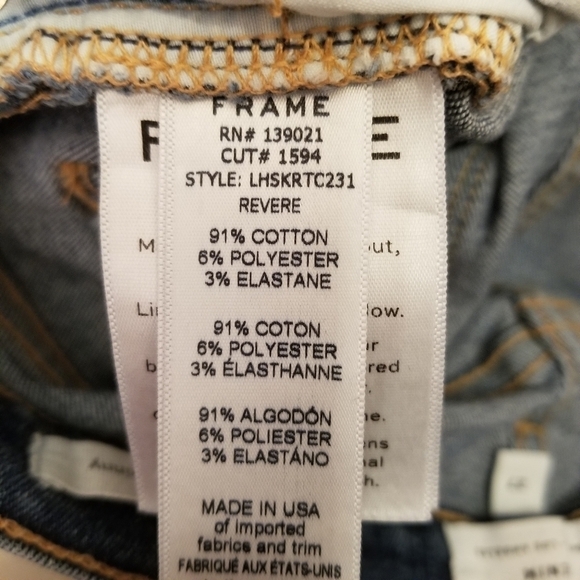 FRAME
RN# 139021
CUT# 1594
STYLE: LHSKRTC231
REVERE
91% COTTON
6% POLYESTER
3% ELASTANE
91% COTON
6% POLYESTER
3% ÉLASTHANNE
91% ALGODÓN
6% POLIESTER
3% ELASTÁNO
MADE IN USA
of imported
fabrics and trim
FABRIQUÉ AUX ÉTATS-UNIS